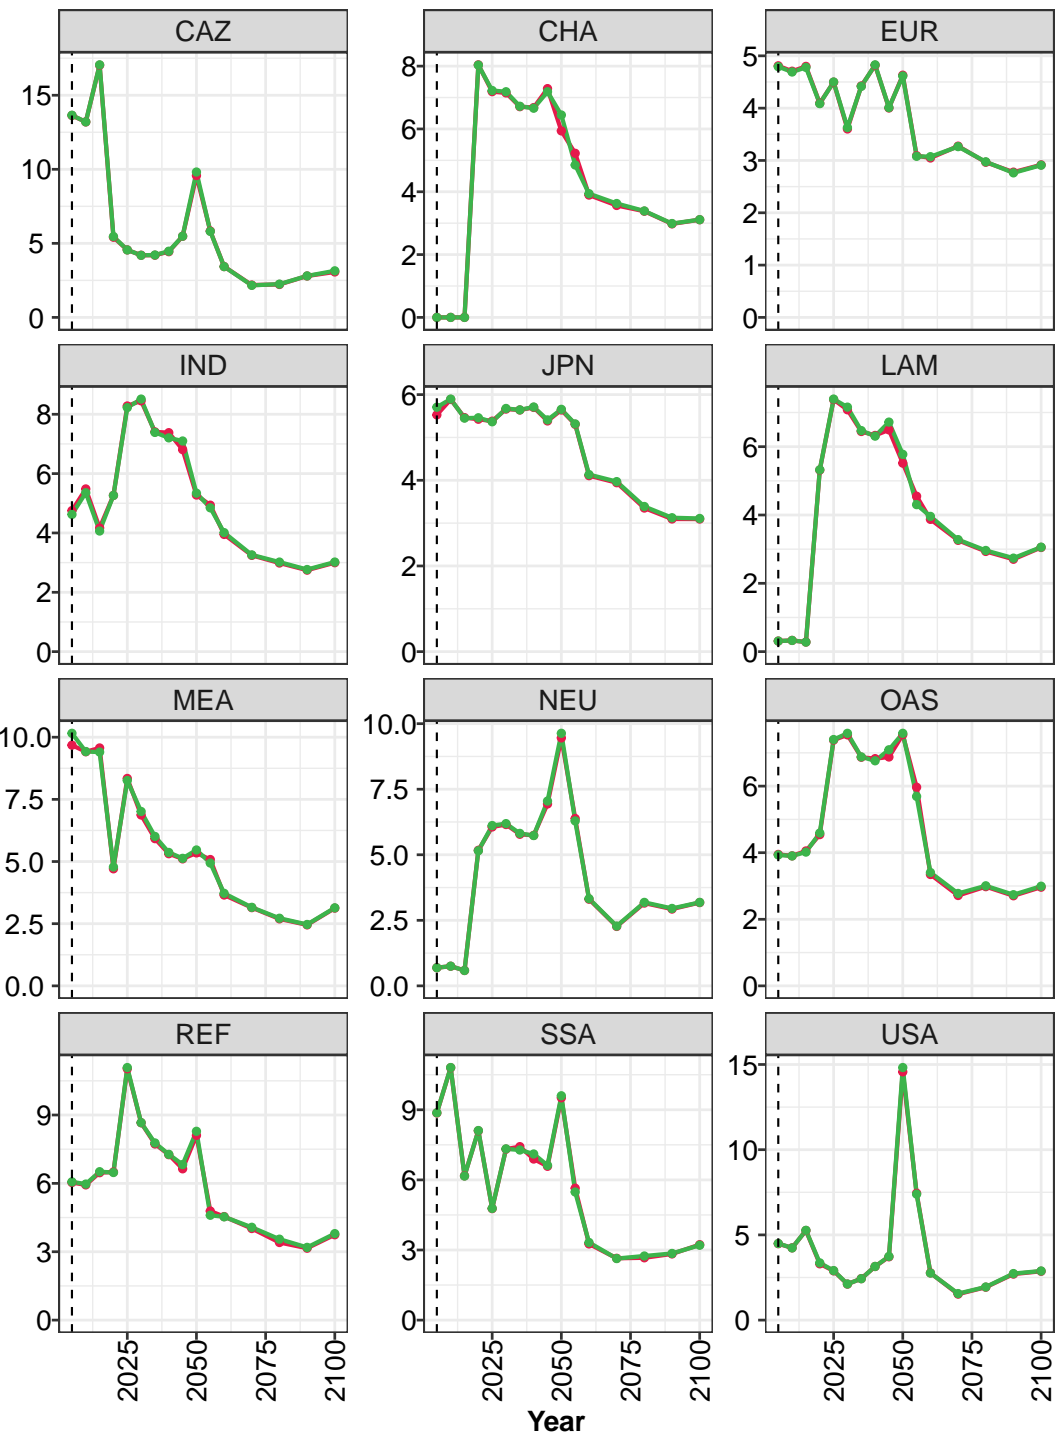 CAZ CHA EUR
15 8 5
10 6 4
5 4 3
0 2 2
0 1
0
IND JPN LAM
8 6 6
6 4 4
4 2 2
2 0 0
0
MEA NEU OAS
10.0 10.0 6
7.5 7.5 4
5.0 5.0 2
2.5 2.5 0
0.0 0.0
REF SSA USA
9 9 15
6 6 10
3 3 5
0 0 0
2025 2050 2075 2100 2025 2050 2075 2100 2025 2050 2075 2100
Year